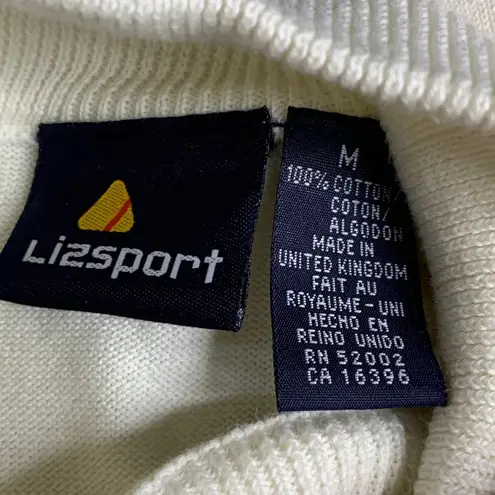 Lizsport
M
100% COTTON/
COTON/
ALGODON
MADE IN
UNITED KINGDOM
FAIT AU
ROYAUME-UNI
HECHO EN
REINO UNIDO
RN 52002
CA 16396